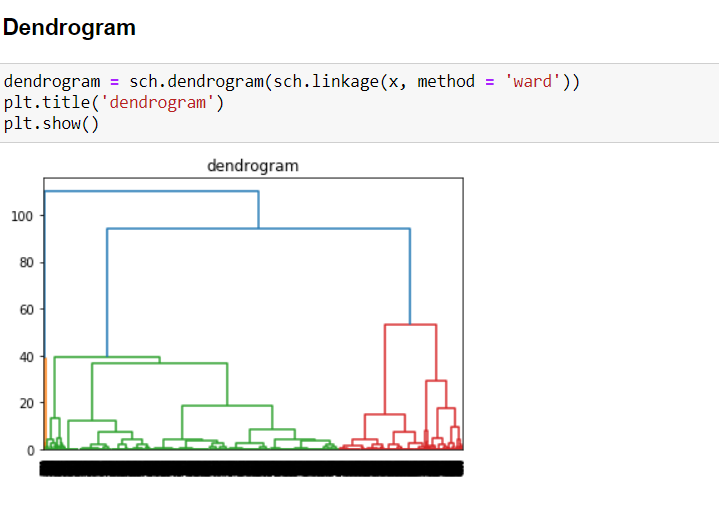 Dendrogram
dendrogram = sch.dendrogram(sch.linkage(x, method = 'ward'))
plt.title('dendrogram')
plt.show()
dendrogram
100
80
60
40
20
0